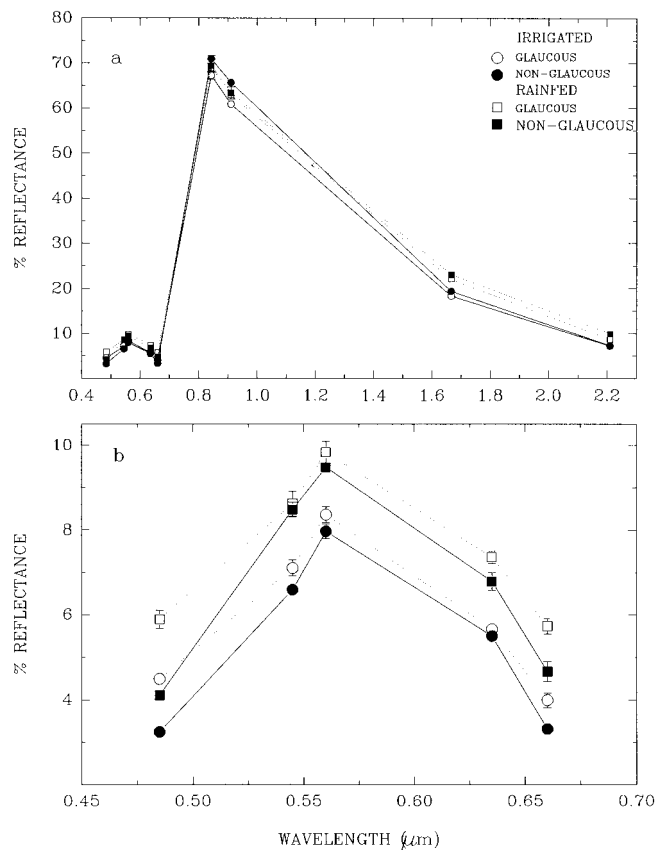 80
70
60
50
40
30
20
10
% REFLECTANCE
a
IRRIGATED
GLAUCOUS
NON-GLAUCOUS
RAINFED
GLAUCOUS
NON-GLAUCOUS
0.4 0.6 0.8 1.0 1.2 1.4 1.6 1.8 2.0 2.2
b
10
8
6
4
% REFLECTANCE
0.45 0.50 0.55 0.60 0.65 0.70
WAVELENGTH (μm)